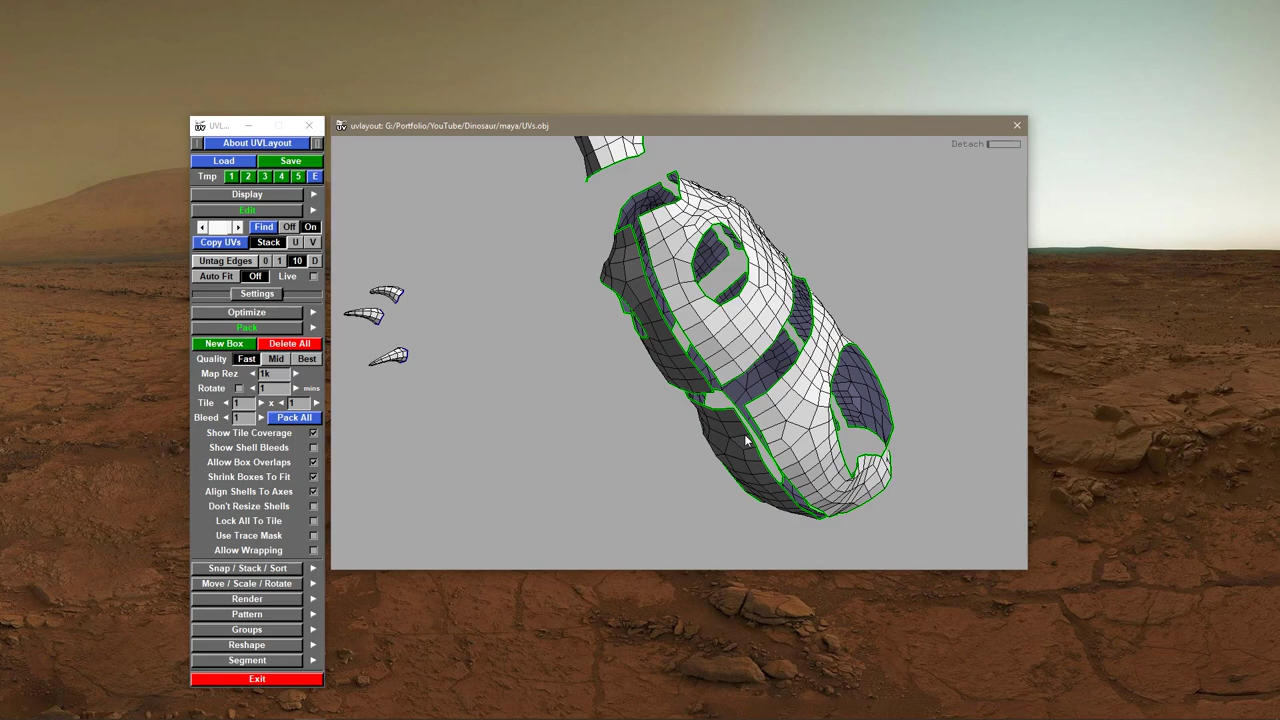 UVL...
uvlayout: G:/Portfolio/YouTube/Dinosaur/maya/UVs.obj
About UVLayout
Detach
Load Save
Tmp 1 2 3 4 5 E
Display
Edit
Find Off On
Copy UVs Stack U V
Untag Edges 0 1 10 D
Auto Fit Off Live
Settings
Optimize
Pack
New Box Delete All
Quality Fast Mid Best
Map Rez 1k
Rotate 1 mins
Tile 1 x 1
Bleed 1 Pack All
Show Tile Coverage
Show Shell Bleeds
Allow Box Overlaps
Shrink Boxes To Fit
Align Shells To Axes
Don't Resize Shells
Lock All To Tile
Use Trace Mask
Allow Wrapping
Snap / Stack / Sort
Move / Scale / Rotate
Render
Pattern
Groups
Reshape
Segment
Exit